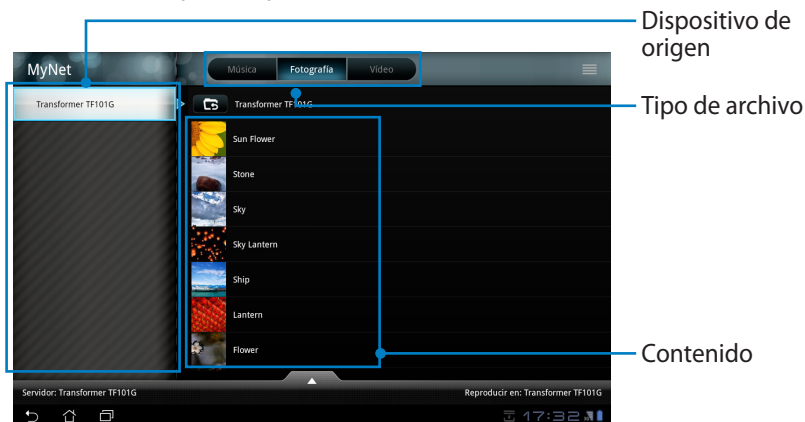 Dispositivo de
origen
MyNet
Música Fotografía Vídeo
Tipo de archivo
Transformer TF101G
Transformer TF101G
Sun Flower
Stone
Sky
Sky Lantern
Ship
Lantern
Flower
Contenido
Servidor: Transformer TF101G
Reproducir en: Transformer TF101G
17:32